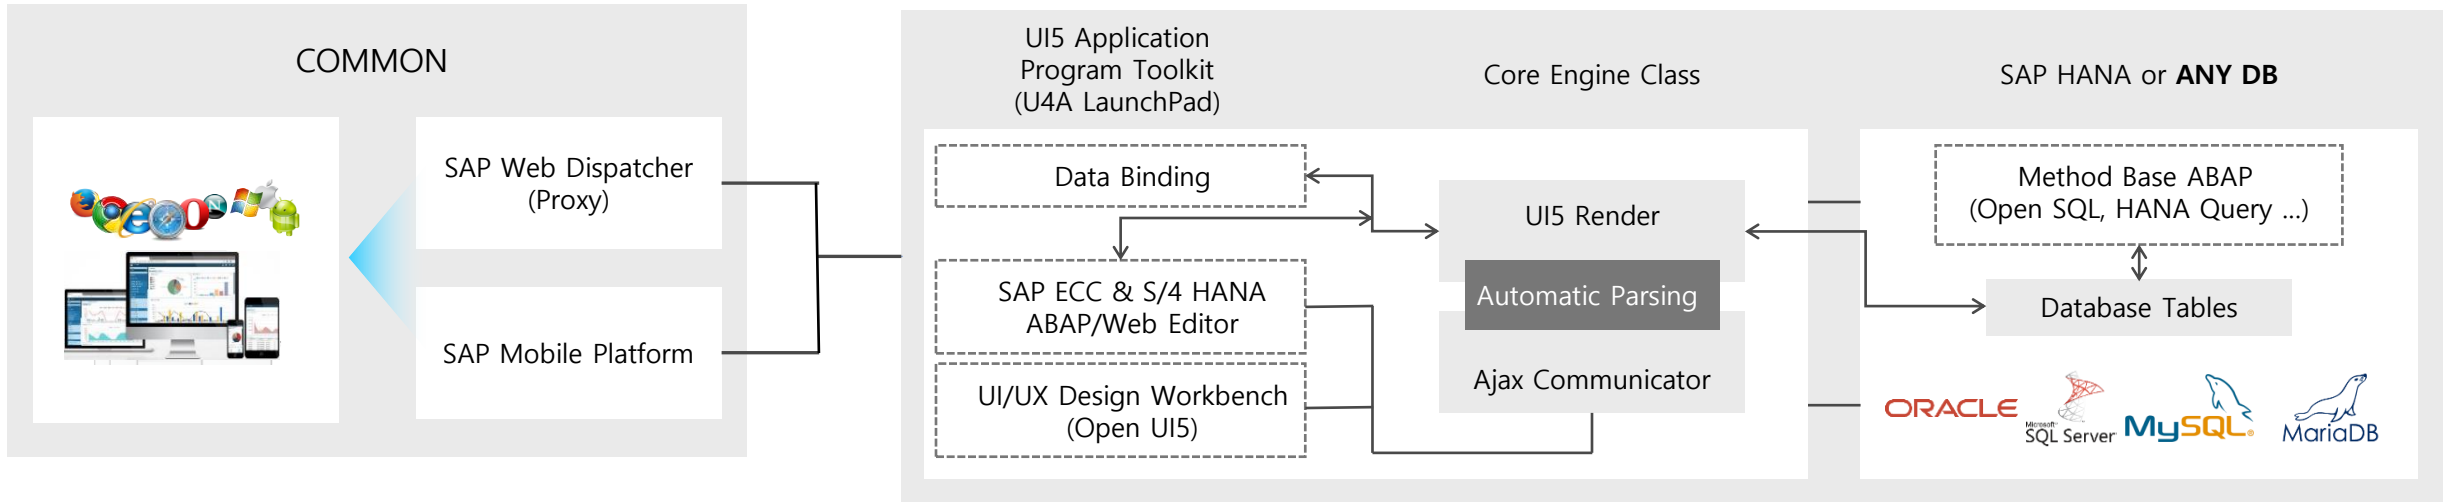 COMMON
SAP Web Dispatcher
(Proxy)
SAP Mobile Platform
UI5 Application
Program Toolkit
(U4A LaunchPad)
Core Engine Class
SAP HANA or ANY DB
Data Binding
SAP ECC & S/4 HANA
ABAP/Web Editor
UI/UX Design Workbench
(Open UI5)
UI5 Render
Automatic Parsing
Ajax Communicator
Method Base ABAP
(Open SQL, HANA Query ...)
Database Tables
ORACLE
Microsoft
SQL Server
MySQL
MariaDB